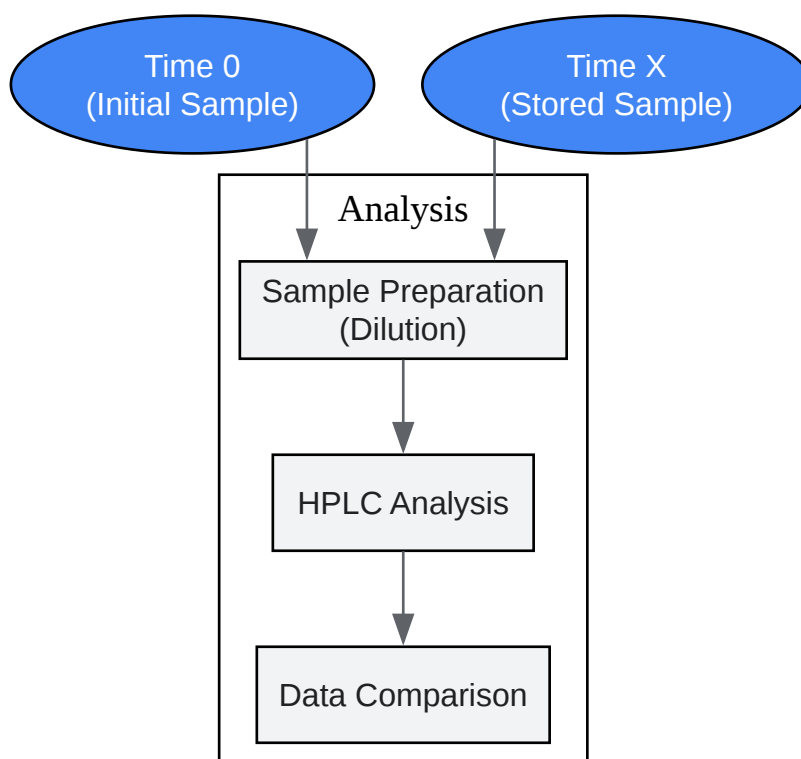 Time 0
(Initial Sample)
Time X
(Stored Sample)
Analysis
Sample Preparation
(Dilution)
HPLC Analysis
Data Comparison